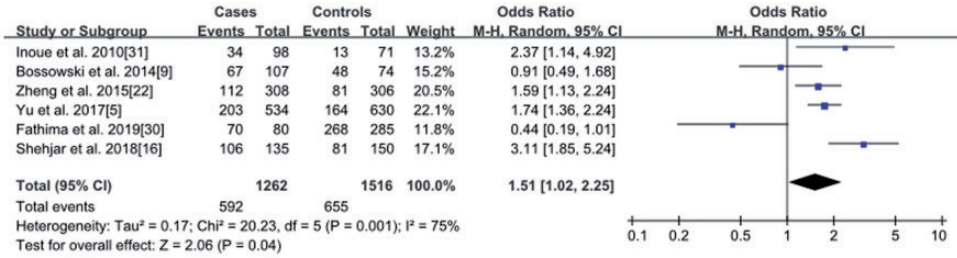 Cases Controls Odds Ratio Odds Ratio
Study or Subgroup Events Total Events Total Weight M-H, Random, 95% CI M-H, Random, 95% CI
Inoue et al. 2010[31] 34 98 13 71 13.2% 2.37 [1.14, 4.92]
Bossowski et al. 2014[9] 67 107 48 74 15.2% 0.91 [0.49, 1.68]
Zheng et al. 2015[22] 112 308 81 306 20.5% 1.59 [1.13, 2.24]
Yu et al. 2017[5] 203 534 164 630 22.1% 1.74 [1.36, 2.24]
Fathima et al. 2019[30] 70 80 268 285 11.8% 0.44 [0.19, 1.01]
Shehjar et al. 2018[16] 106 135 81 150 17.1% 3.11 [1.85, 5.24]
Total (95% CI) 1262 1516 100.0% 1.51 [1.02, 2.25]
Total events 592 655
Heterogeneity: Tau² = 0.17; Chi² = 20.23, df = 5 (P = 0.001); I² = 75%
Test for overall effect: Z = 2.06 (P = 0.04)
0.1 0.2 0.5 1 2 5 10